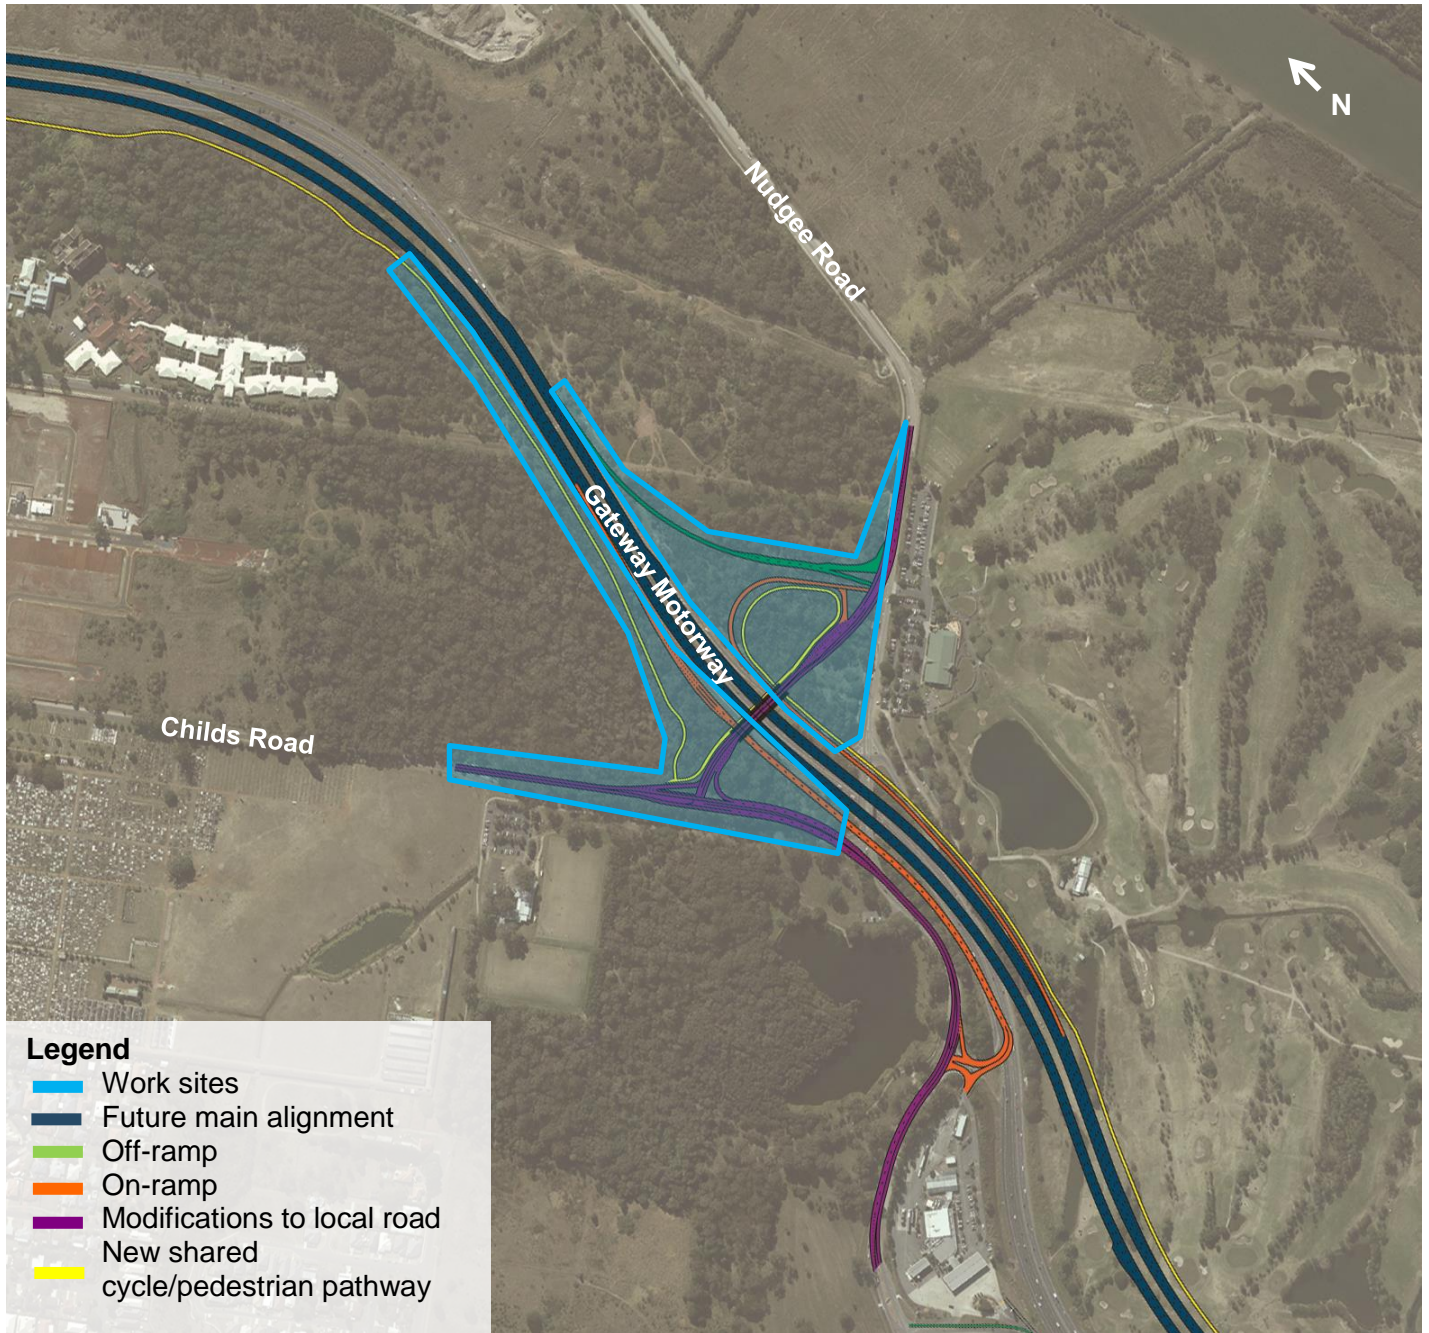 N
Nudgee Road
Gateway Motorway
Childs Road
Legend
Work sites
Future main alignment
Off-ramp
On-ramp
Modifications to local road
New shared
cycle/pedestrian pathway